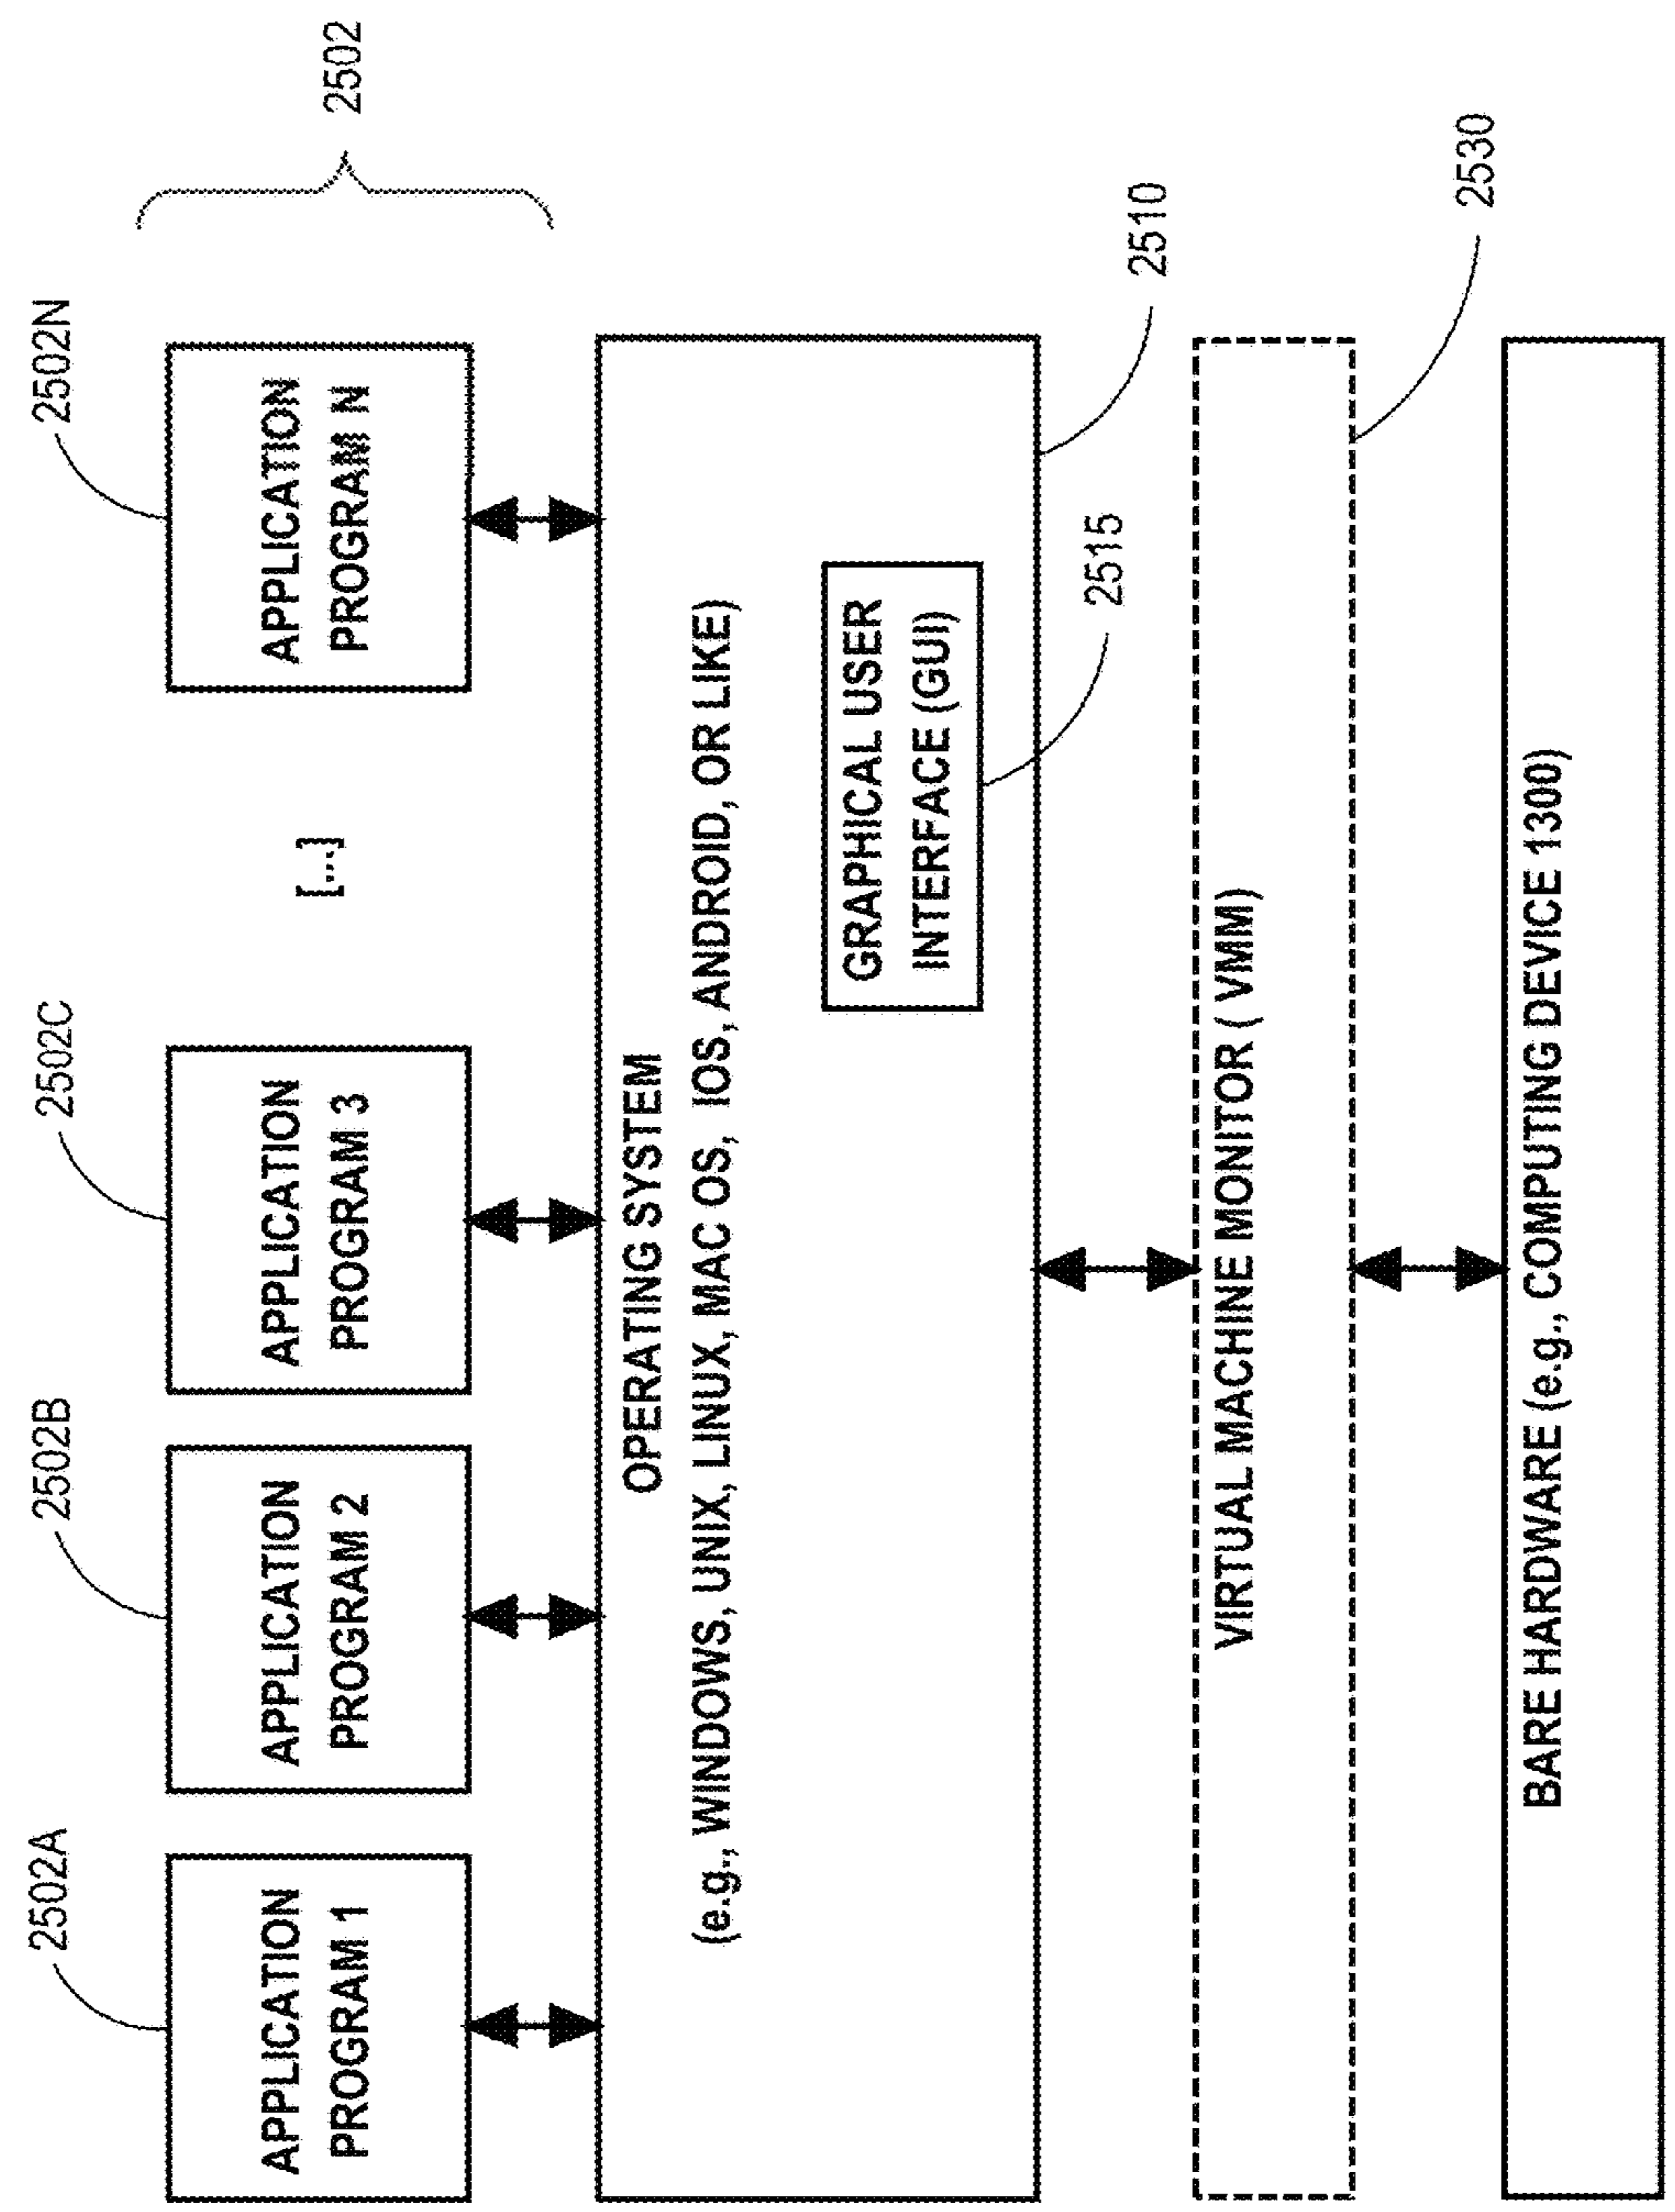 2502
2502A
2502B
2502C
2502N
APPLICATION
PROGRAM 1
APPLICATION
PROGRAM 2
APPLICATION
PROGRAM 3
[...]
APPLICATION
PROGRAM N
OPERATING SYSTEM
(e.g., WINDOWS, UNIX, LINUX, MAC OS, IOS, ANDROID, OR LIKE)
GRAPHICAL USER
INTERFACE (GUI)
2515
2510
VIRTUAL MACHINE MONITOR ( VMM)
2530
BARE HARDWARE (e.g., COMPUTING DEVICE 1300)